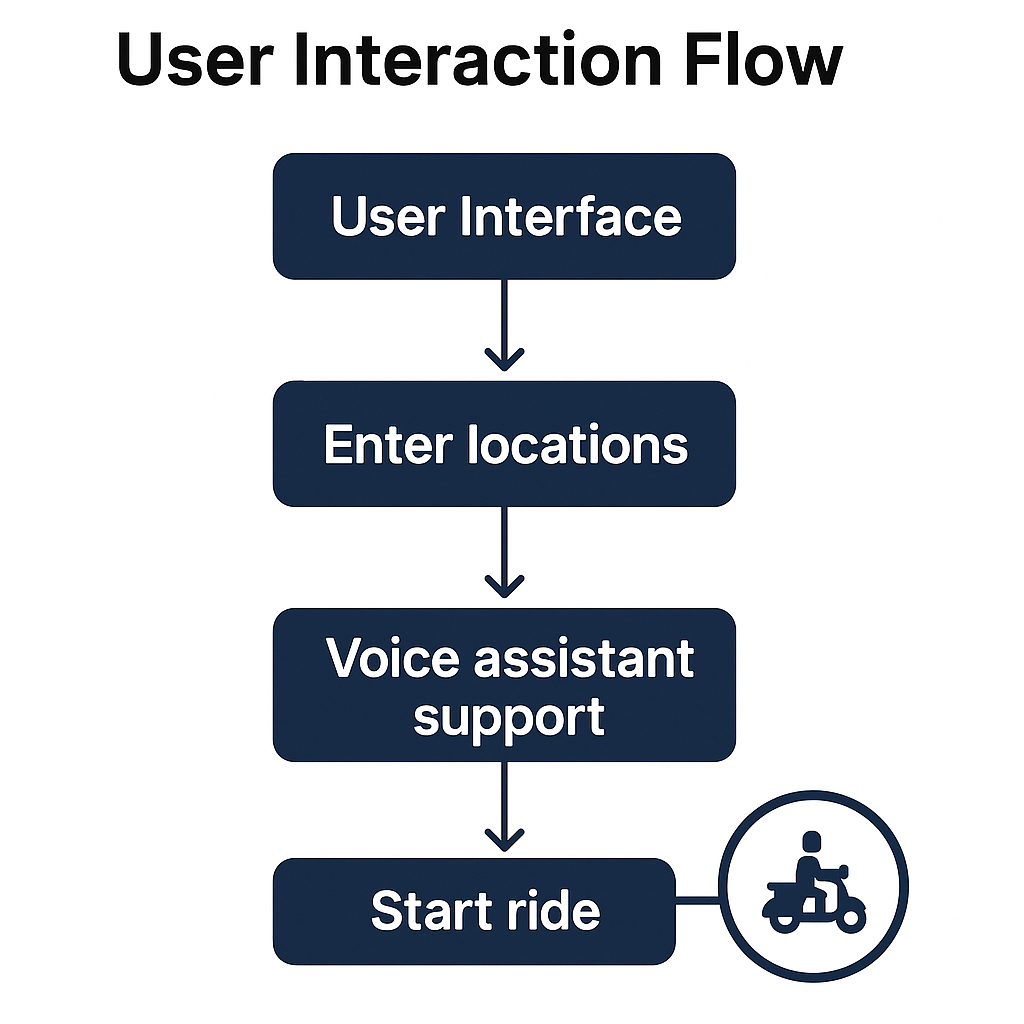 User Interaction Flow
User Interface
Enter locations
Voice assistant
support
Start ride